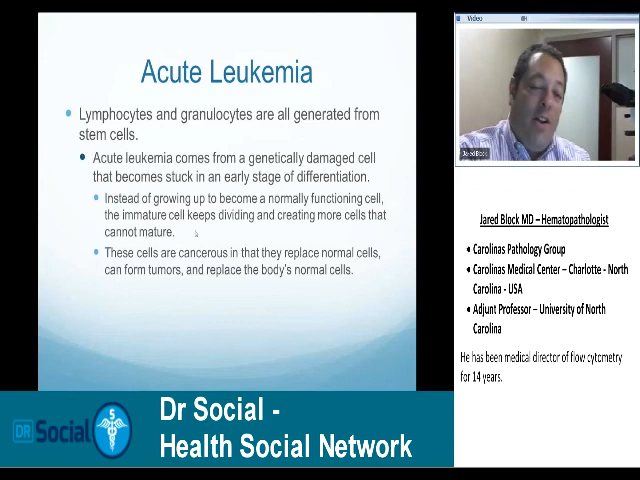 Acute Leukemia
Lymphocytes and granulocytes are all generated from
stem cells.
Acute leukemia comes from a genetically damaged cell
that becomes stuck in an early stage of differentiation.
Instead of growing up to become a normally functioning cell,
the immature cell keeps dividing and creating more cells that
cannot mature.
These cells are cancerous in that they replace normal cells,
can form tumors, and replace the body's normal cells.
Video
Jared Block
Jared Block MD – Hematopathologist
Carolinas Pathology Group
Carolinas Medical Center – Charlotte - North
Carolina - USA
Adjunt Professor – University of North
Carolina
He has been medical director of flow cytometry
for 14 years.
DR Social
Dr Social -
Health Social Network